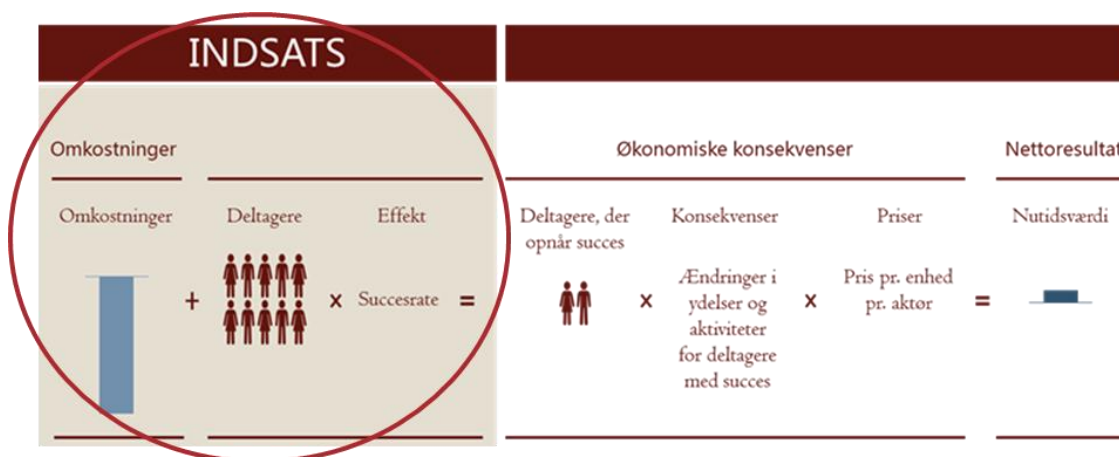 INDSATS
Omkostninger
Økonomiske konsekvenser
Nettoresultat
Omkostninger
Deltagere
Effekt
Deltagere, der
opnår succes
Konsekvenser
Priser
Nutidsværdi
+
x
Succesrate
=
x
Ændringer i
ydelser og
aktiviteter
for deltagere
med succes
x
Pris pr. enhed
pr. aktør
=